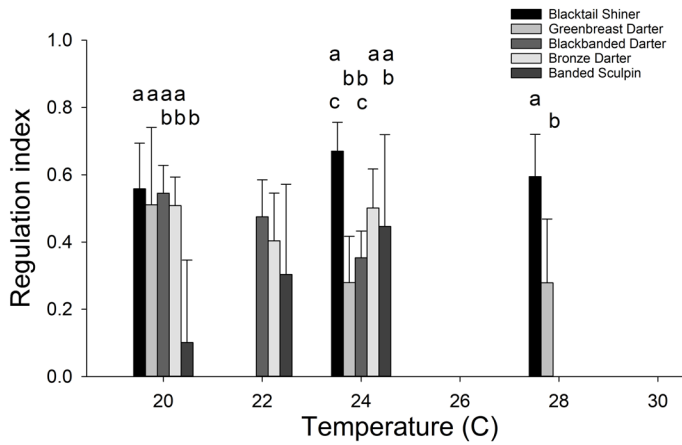 Blacktail Shiner
Greenbreast Darter
Blackbanded Darter
Bronze Darter
Banded Sculpin
1.0
0.8
0.6
0.4
0.2
0.0
Regulation index
a a a a
b b b
a a a
b b b
c c
a
b
20 22 24 26 28 30
Temperature (C)